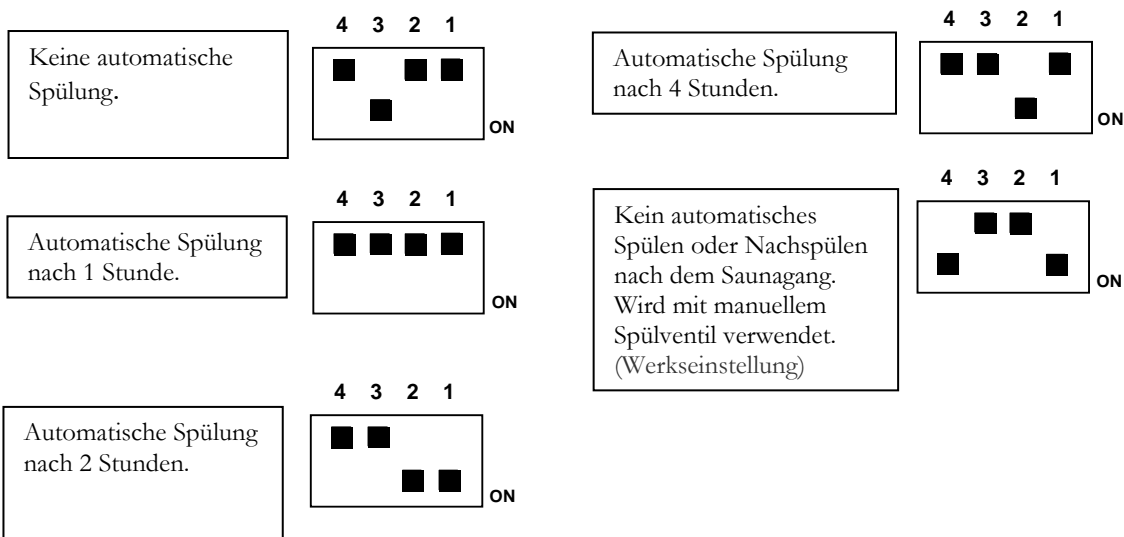 4 3 2 1
Keine automatische
Spülung.
ON
4 3 2 1
Automatische Spülung
nach 1 Stunde.
ON
4 3 2 1
Automatische Spülung
nach 2 Stunden.
ON
4 3 2 1
Automatische Spülung
nach 4 Stunden.
ON
4 3 2 1
Kein automatisches
Spülen oder Nachspülen
nach dem Saunagang.
Wird mit manuellem
Spülventil verwendet.
(Werkseinstellung)
ON